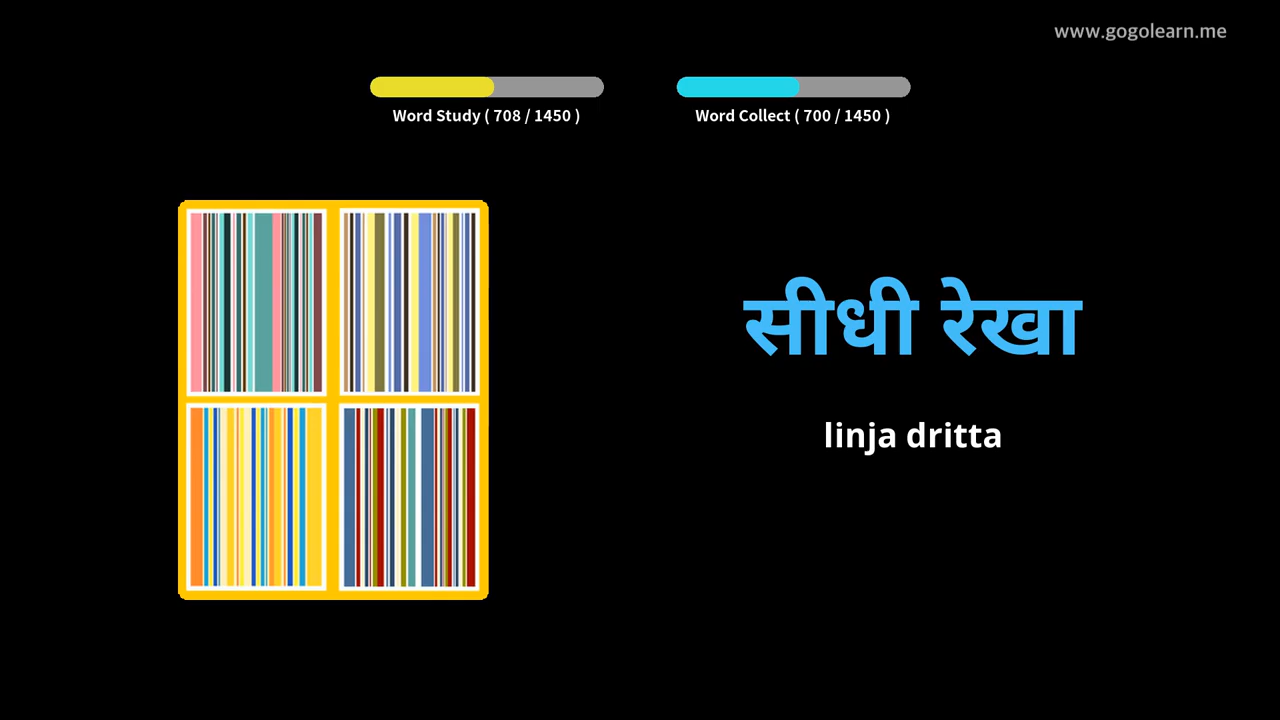 www.gogolearn.me
Word Study ( 708 / 1450 )
Word Collect ( 700 / 1450 )
सीधी रेखा
linja dritta